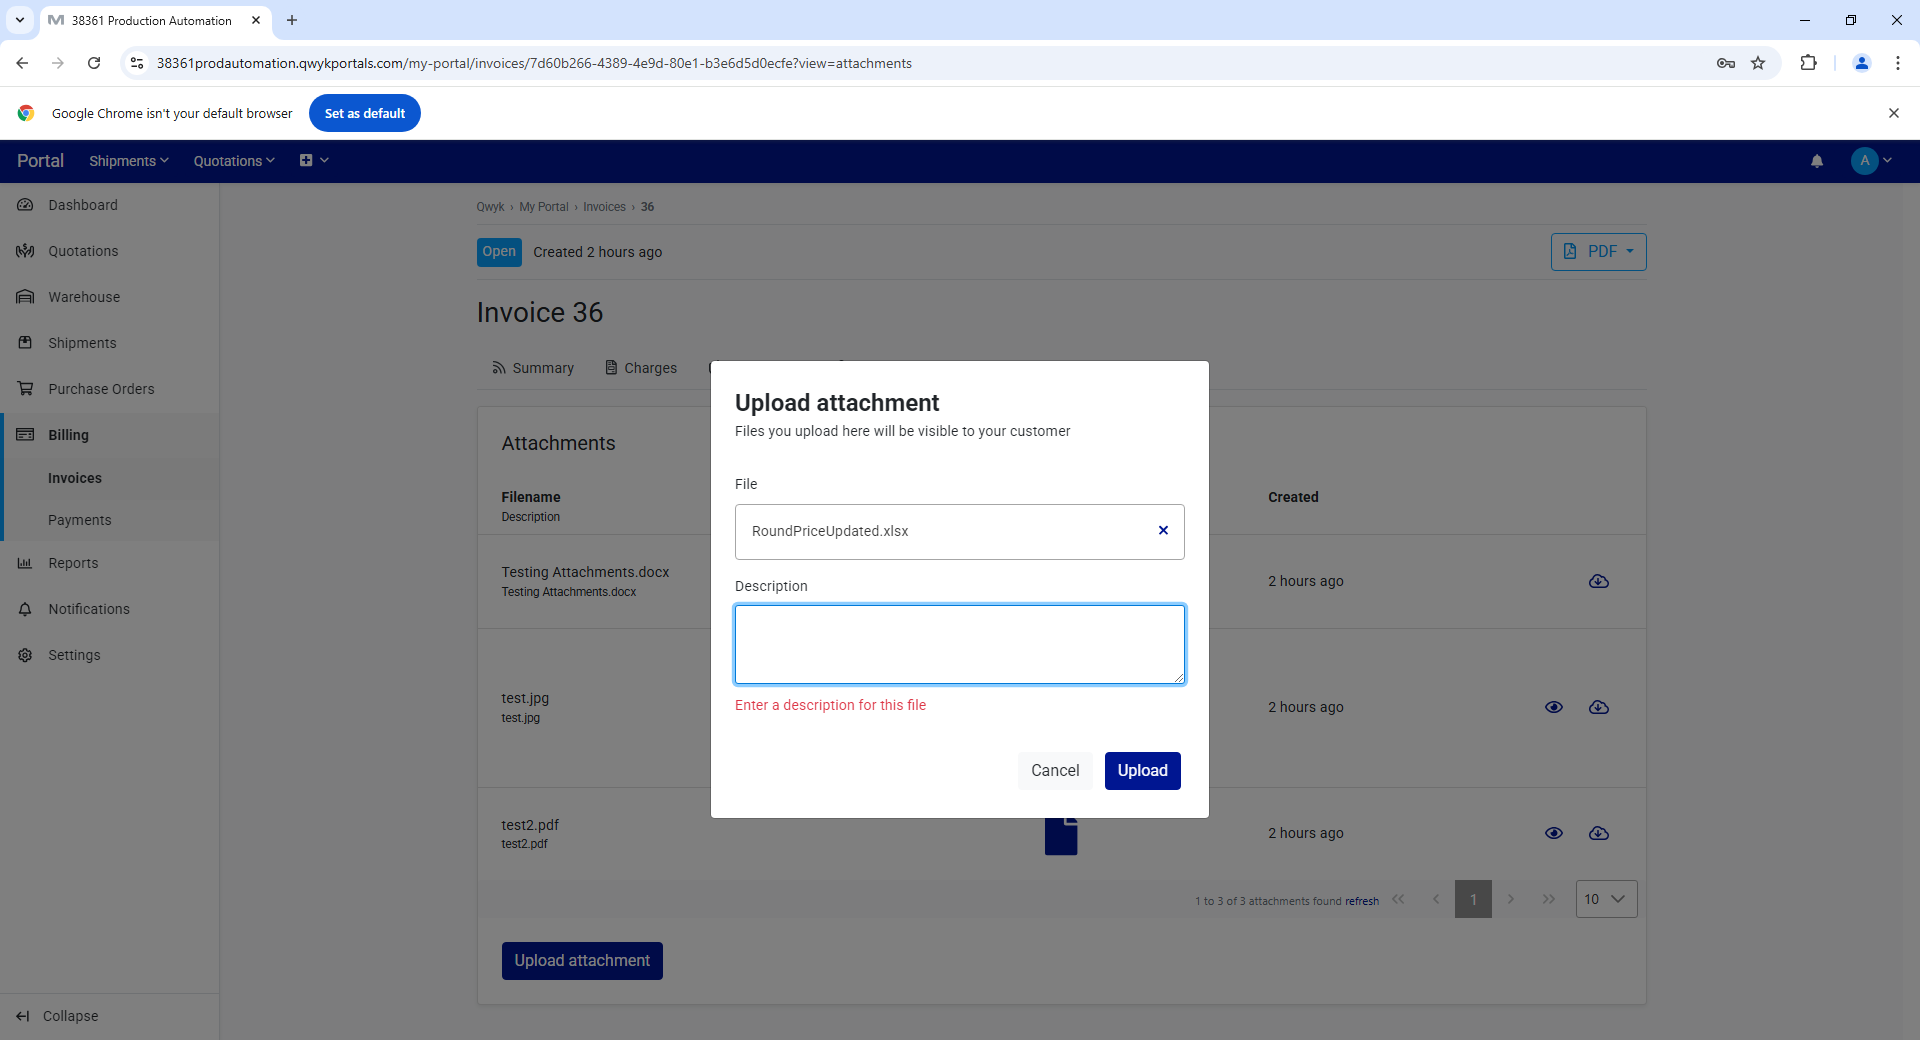 38361 Production Automation
38361prodautomation.qwykportals.com/my-portal/invoices/7d60b266-4389-4e9d-80e1-b3e6d5d0ecfe?view=attachments
Google Chrome isn't your default browser
Set as default
Portal
Shipments
Quotations
A
Dashboard
Quotations
Warehouse
Shipments
Purchase Orders
Billing
Invoices
Payments
Reports
Notifications
Settings
Collapse
Qwyk › My Portal › Invoices › 36
Open Created 2 hours ago
PDF
Invoice 36
Summary Charges
Attachments
Filename
Description
Created
Testing Attachments.docx
Testing Attachments.docx
2 hours ago
test.jpg
test.jpg
2 hours ago
test2.pdf
test2.pdf
2 hours ago
1 to 3 of 3 attachments found refresh
1
10
Upload attachment
Upload attachment
Files you upload here will be visible to your customer
File
RoundPriceUpdated.xlsx
Description
Enter a description for this file
Cancel
Upload